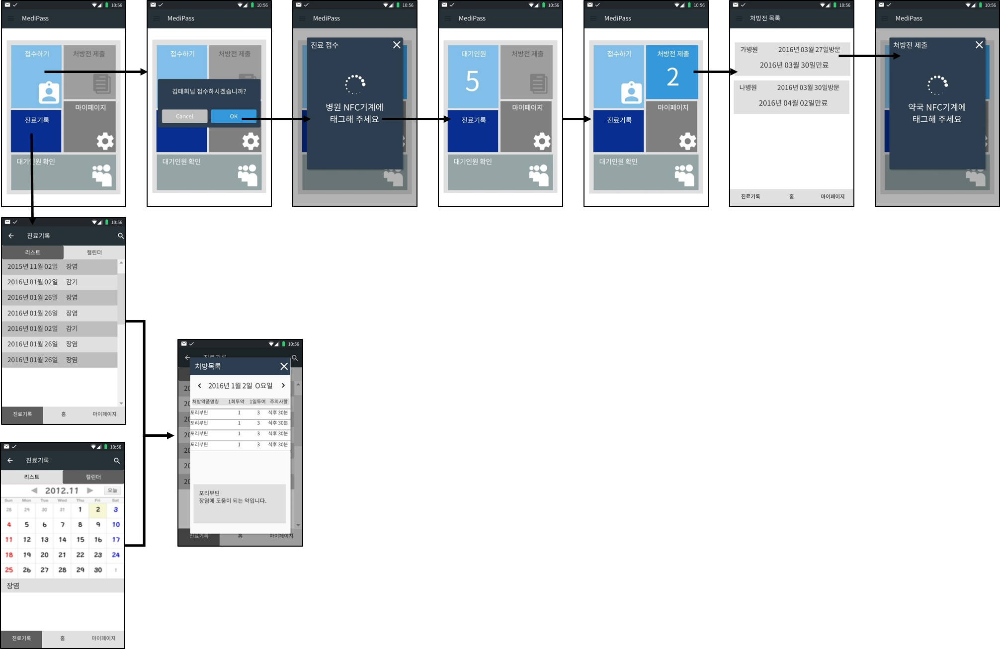 10:56
MediPass
접수하기
처방전 제출
마이페이지
진료기록
대기인원 확인
10:56
MediPass
접수하기
처방전 제출
김태희님 접수하시겠습니까?
Cancel
OK
대기인원 확인
10:56
MediPass
진료 접수
병원 NFC기계에
태그해 주세요
10:56
MediPass
대기인원
처방전 제출
5
마이페이지
진료기록
대기인원 확인
10:56
MediPass
접수하기
처방전 제출
2
마이페이지
진료기록
대기인원 확인
10:56
처방전 목록
가병원 2016년 03월 27일방문
2016년 03월 30일만료
나병원 2016년 03월 30일방문
2016년 04월 02일만료
진료기록 홈 마이페이지
10:56
MediPass
처방전 제출
약국 NFC기계에
태그해 주세요
10:56
진료기록
리스트 캘린더
2015년 11월 02일 장염
2016년 01월 02일 감기
2016년 01월 26일 장염
2016년 01월 26일 장염
2016년 01월 02일 감기
2016년 01월 26일 장염
2016년 01월 26일 장염
진료기록 홈 마이페이지
10:56
진료기록
리스트 캘린더
2012.11 오늘
Sun Mon Tue Wed Thu Fri Sat
28 29 30 31 1 2 3
4 5 6 7 8 9 10
11 12 13 14 15 16 17
18 19 20 21 22 23 24
25 26 27 28 29 30 1
장염
진료기록 홈 마이페이지
10:56
진료기록
처방목록
2016년 1월 2일 O요일
처방약품명칭 1회투약 1일투여 주의사항
포리부틴 1 3 식후 30분
포리부틴 1 3 식후 30분
포리부틴 1 3 식후 30분
포리부틴 1 3 식후 30분
20
20
20
20
20
20
20
포리부틴
장염에 도움이 되는 약입니다.
진료기록 홈 마이페이지